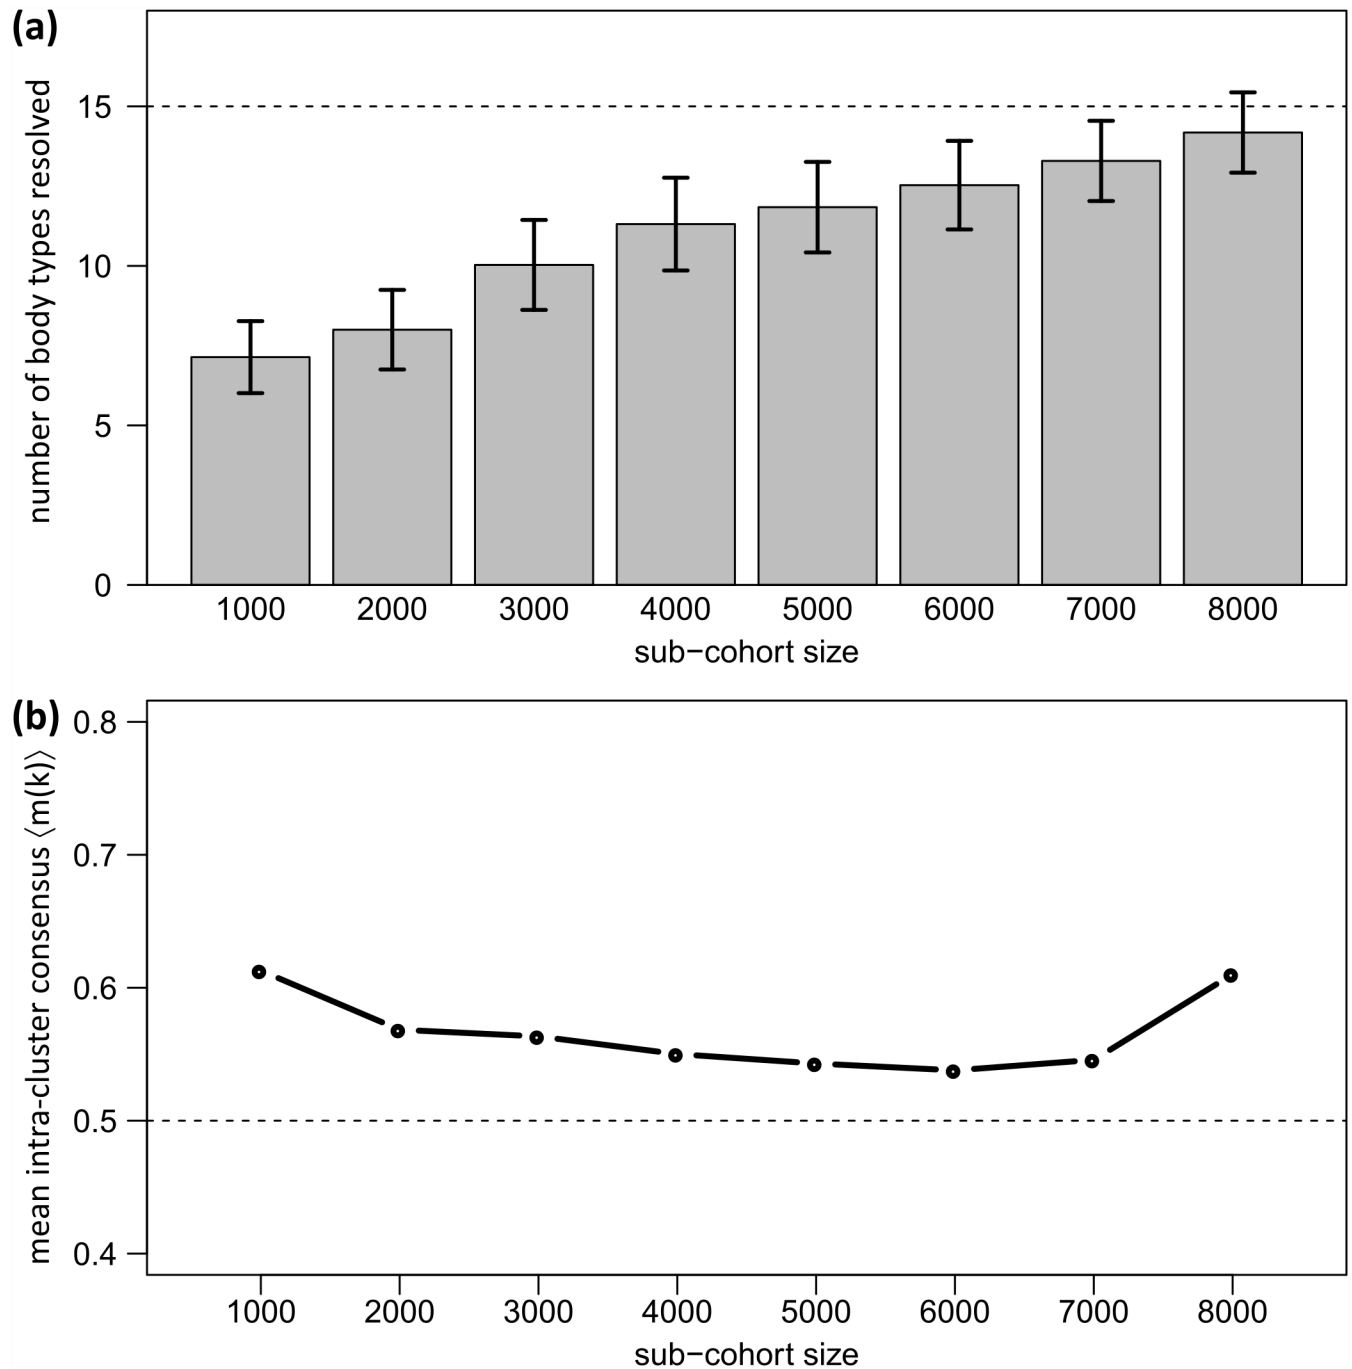 (a)
number of body types resolved
15
10
5
0
1000 2000 3000 4000 5000 6000 7000 8000
sub−cohort size
(b)
mean intra-cluster consensus ⟨m(k)⟩
0.8
0.7
0.6
0.5
0.4
1000 2000 3000 4000 5000 6000 7000 8000
sub−cohort size